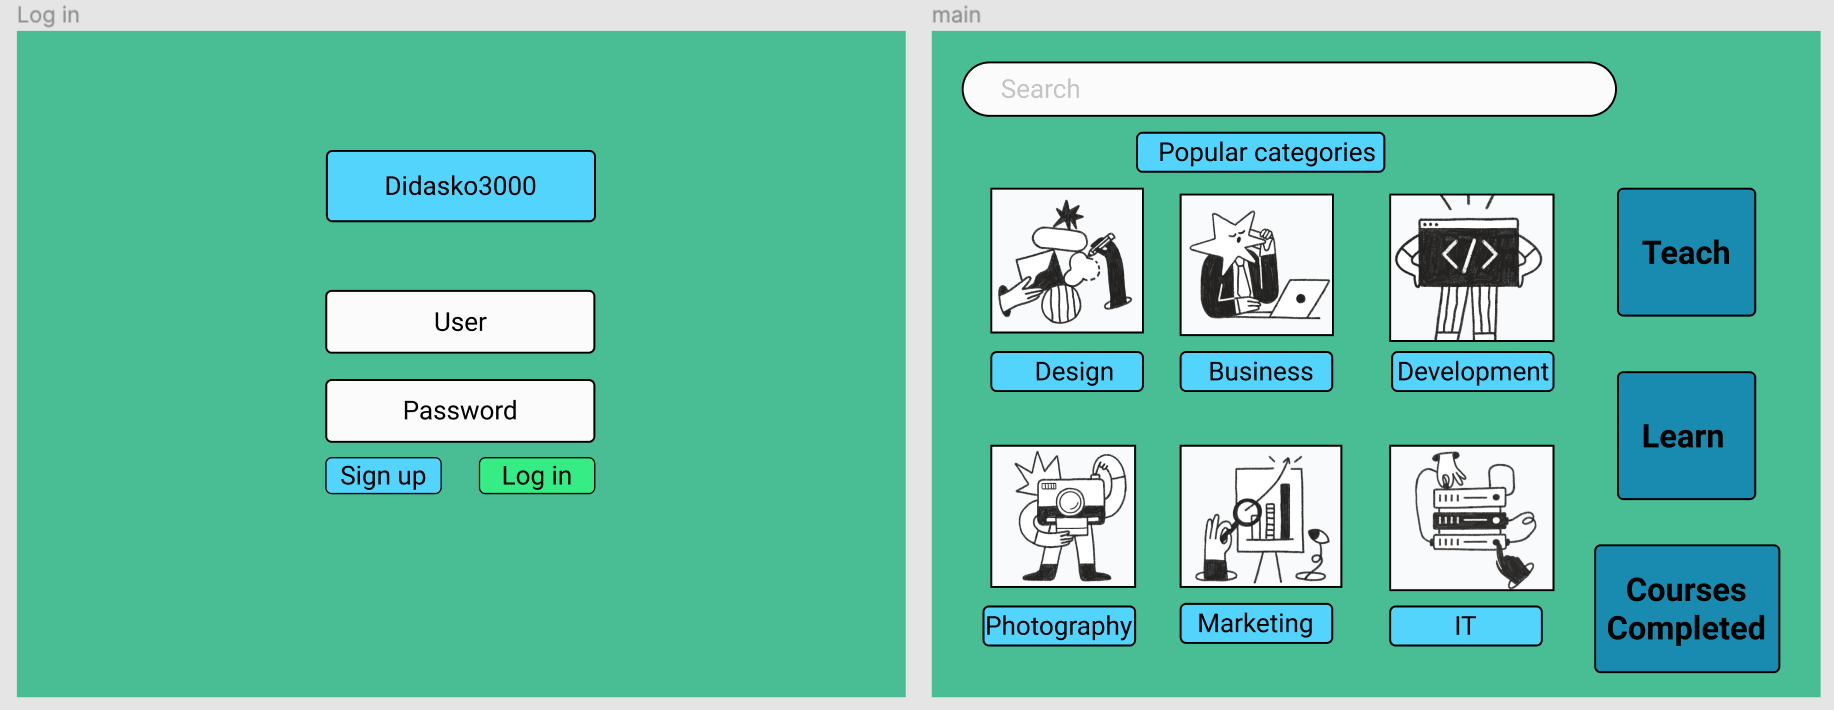 Log in
Didasko3000
User
Password
Sign up
Log in
main
Search
Popular categories
Design
Business
Development
</>
Photography
Marketing
IT
Teach
Learn
Courses
Completed